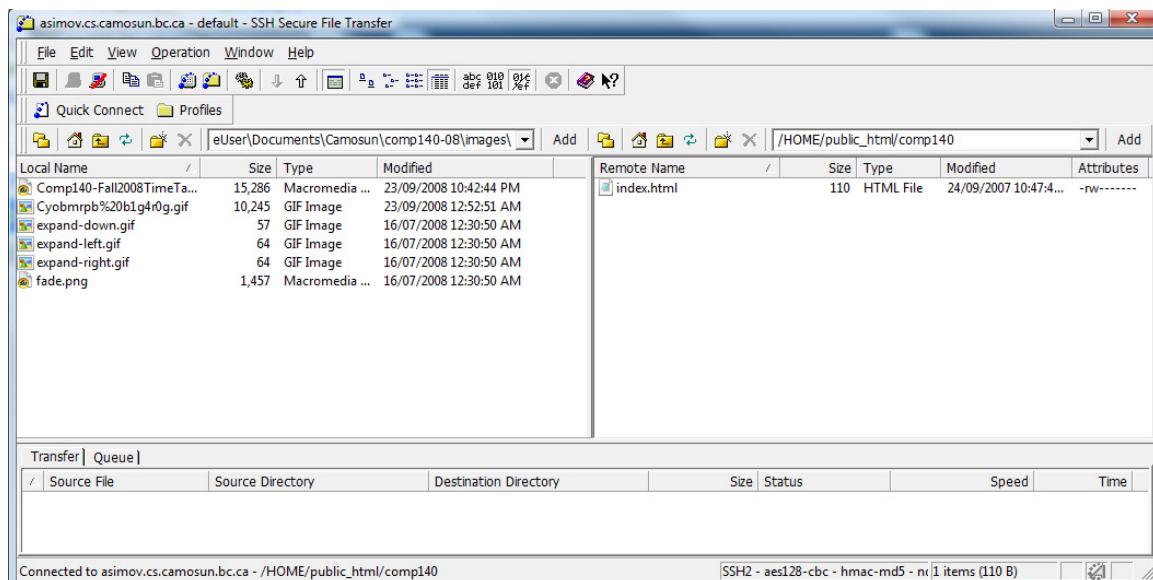 asimov.cs.camosun.bc.ca - default - SSH Secure File Transfer
File Edit View Operation Window Help
abc def 010 101
Quick Connect Profiles
eUser\Documents\Camosun\comp140-08\images\ Add /HOME/public_html/comp140 Add
Local Name / Size Type Modified Remote Name / Size Type Modified Attributes
Comp140-Fall2008TimeTa... 15,286 Macromedia ... 23/09/2008 10:42:44 PM index.html 110 HTML File 24/09/2007 10:47:4... -rw-------
Cyobmrpb%20b1g4r0g.gif 10,245 GIF Image 23/09/2008 12:52:51 AM
expand-down.gif 57 GIF Image 16/07/2008 12:30:50 AM
expand-left.gif 64 GIF Image 16/07/2008 12:30:50 AM
expand-right.gif 64 GIF Image 16/07/2008 12:30:50 AM
fade.png 1,457 Macromedia ... 16/07/2008 12:30:50 AM
Transfer Queue
/ Source File Source Directory Destination Directory Size Status Speed Time
Connected to asimov.cs.camosun.bc.ca - /HOME/public_html/comp140 SSH2 - aes128-cbc - hmac-md5 - nc 1 items (110 B)